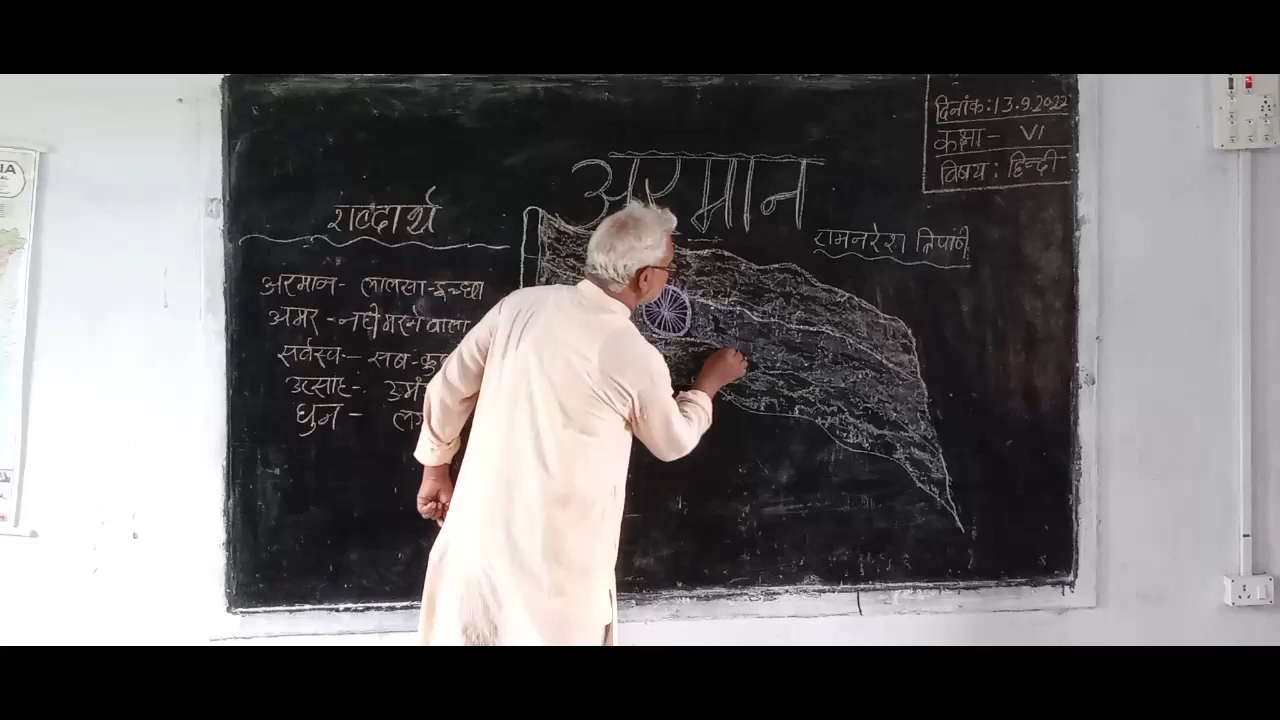 दिनांक:13.9.2022
कक्षा- VI
विषय: हिन्दी
अरमान
रामनरेश त्रिपाठी
शब्दार्थ
अरमान- लालसा-इच्छा
अमर-नहीं मरने वाला
सर्वस्व- सब-
उत्साह-
धुन-
IA